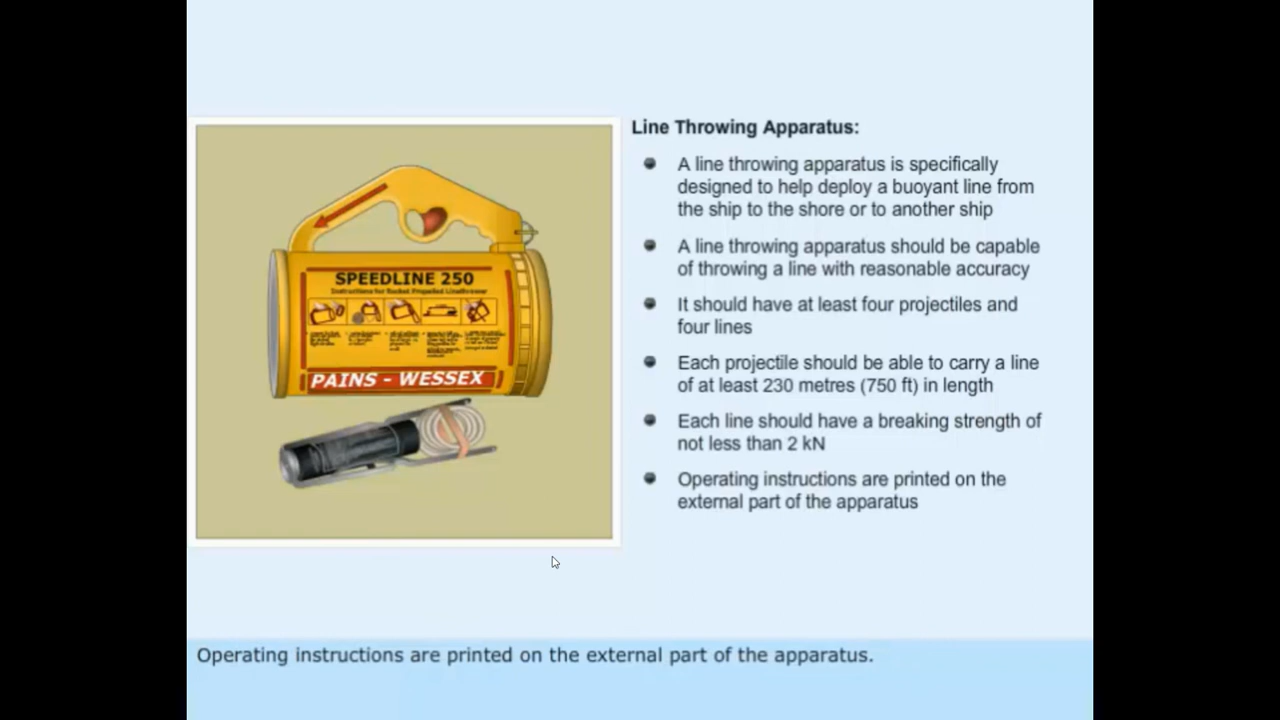 SPEEDLINE 250
Instructions for Rocket Propelled Linethrower
PAINS - WESSEX
Line Throwing Apparatus:
A line throwing apparatus is specifically
designed to help deploy a buoyant line from
the ship to the shore or to another ship
A line throwing apparatus should be capable
of throwing a line with reasonable accuracy
It should have at least four projectiles and
four lines
Each projectile should be able to carry a line
of at least 230 metres (750 ft) in length
Each line should have a breaking strength of
not less than 2 kN
Operating instructions are printed on the
external part of the apparatus
Operating instructions are printed on the external part of the apparatus.